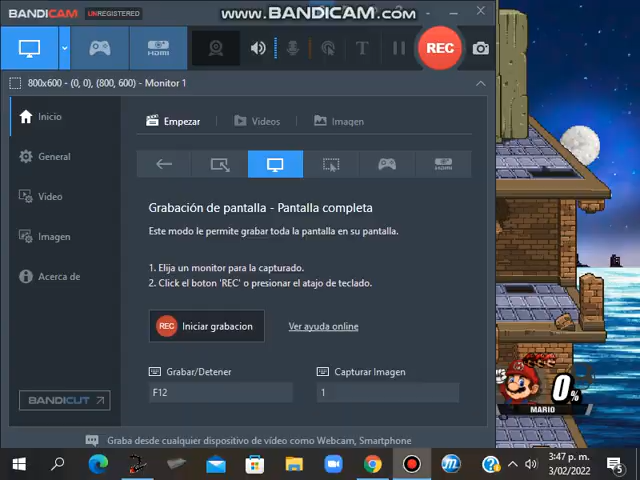 BANDICAM UNREGISTERED
www.BANDICAM.com
HDMI
T
REC
800x600 - (0, 0), (800, 600) - Monitor 1
Inicio
General
Video
Imagen
Acerca de
BANDICUT
Empezar
Videos
Imagen
HDMI
Grabación de pantalla - Pantalla completa
Este modo le permite grabar toda la pantalla en su pantalla.
1. Elija un monitor para la capturado.
2. Click el boton 'REC' o presionar el atajo de teclado.
REC Iniciar grabacion
Ver ayuda online
Grabar/Detener
Capturar Imagen
F12
1
Graba desde cualquier dispositivo de vídeo como Webcam, Smartphone
0%
MARIO
3:47 p. m.
3/02/2022
5